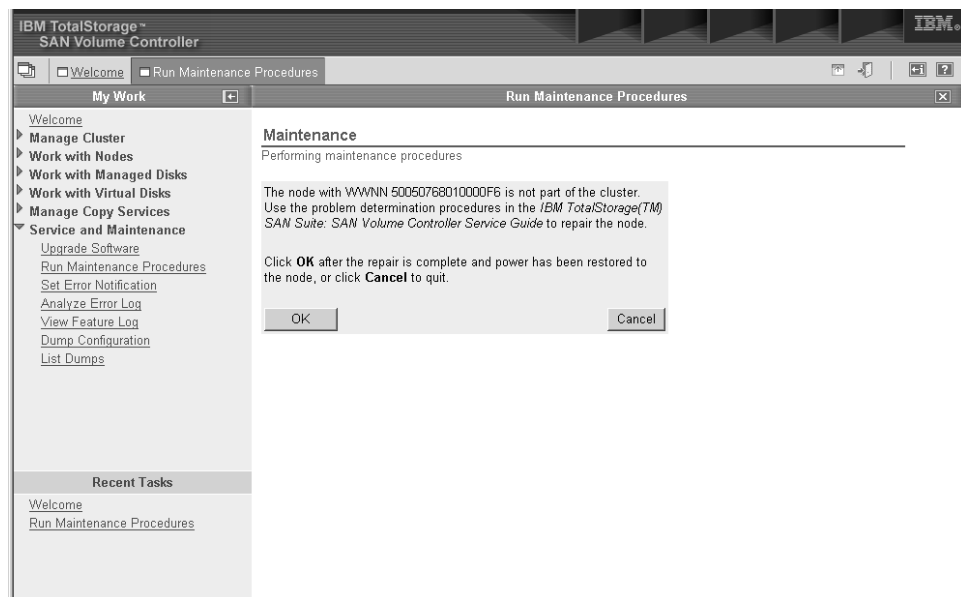 IBM TotalStorage™
SAN Volume Controller
IBM®
Welcome
Run Maintenance Procedures
?
My Work
Run Maintenance Procedures
Welcome
Manage Cluster
Work with Nodes
Work with Managed Disks
Work with Virtual Disks
Manage Copy Services
Service and Maintenance
Upgrade Software
Run Maintenance Procedures
Set Error Notification
Analyze Error Log
View Feature Log
Dump Configuration
List Dumps
Recent Tasks
Welcome
Run Maintenance Procedures
Maintenance
Performing maintenance procedures
The node with WWNN 50050768010000F6 is not part of the cluster.
Use the problem determination procedures in the IBM TotalStorage(TM)
SAN Suite: SAN Volume Controller Service Guide to repair the node.
Click OK after the repair is complete and power has been restored to
the node, or click Cancel to quit.
OK
Cancel